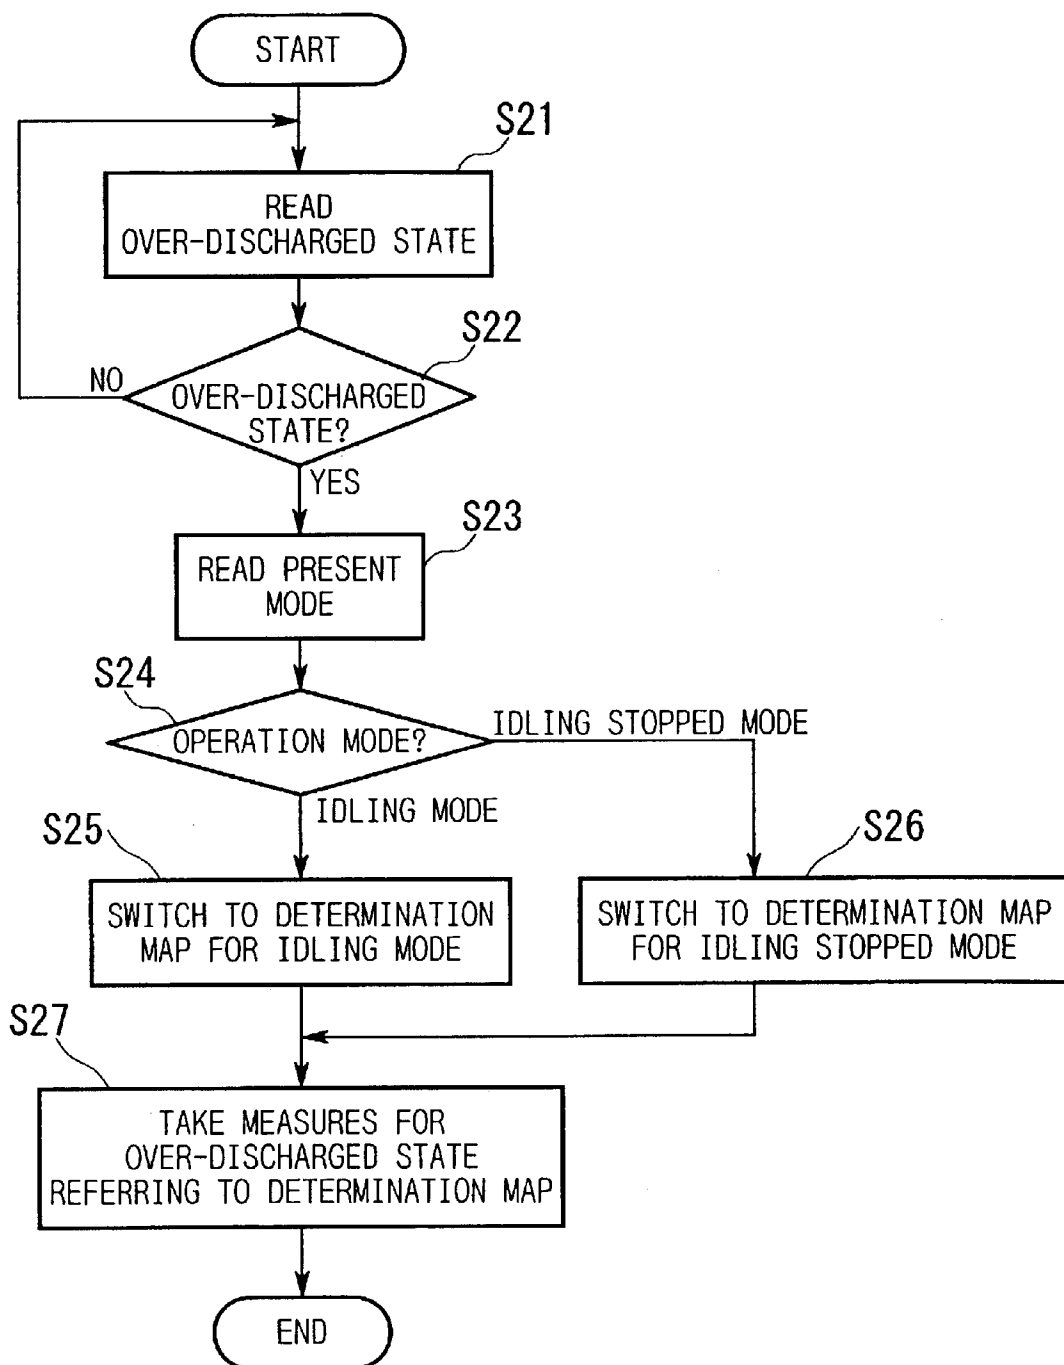 START
S21
READ
OVER-DISCHARGED STATE
S22
NO
OVER-DISCHARGED
STATE?
YES
S23
READ PRESENT
MODE
S24
OPERATION MODE?
IDLING STOPPED MODE
IDLING MODE
S25
S26
SWITCH TO DETERMINATION
MAP FOR IDLING MODE
SWITCH TO DETERMINATION MAP
FOR IDLING STOPPED MODE
S27
TAKE MEASURES FOR
OVER-DISCHARGED STATE
REFERRING TO DETERMINATION MAP
END